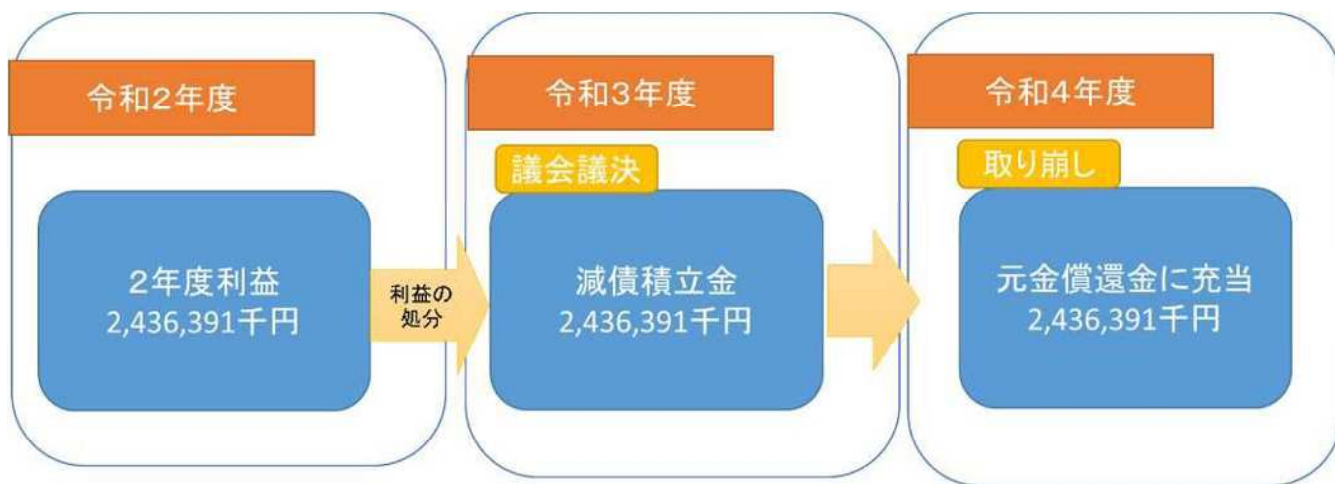 令和2年度
2年度利益
2,436,391千円
利益の
処分
令和3年度
議会議決
減債積立金
2,436,391千円
令和4年度
取り崩し
元金償還金に充当
2,436,391千円